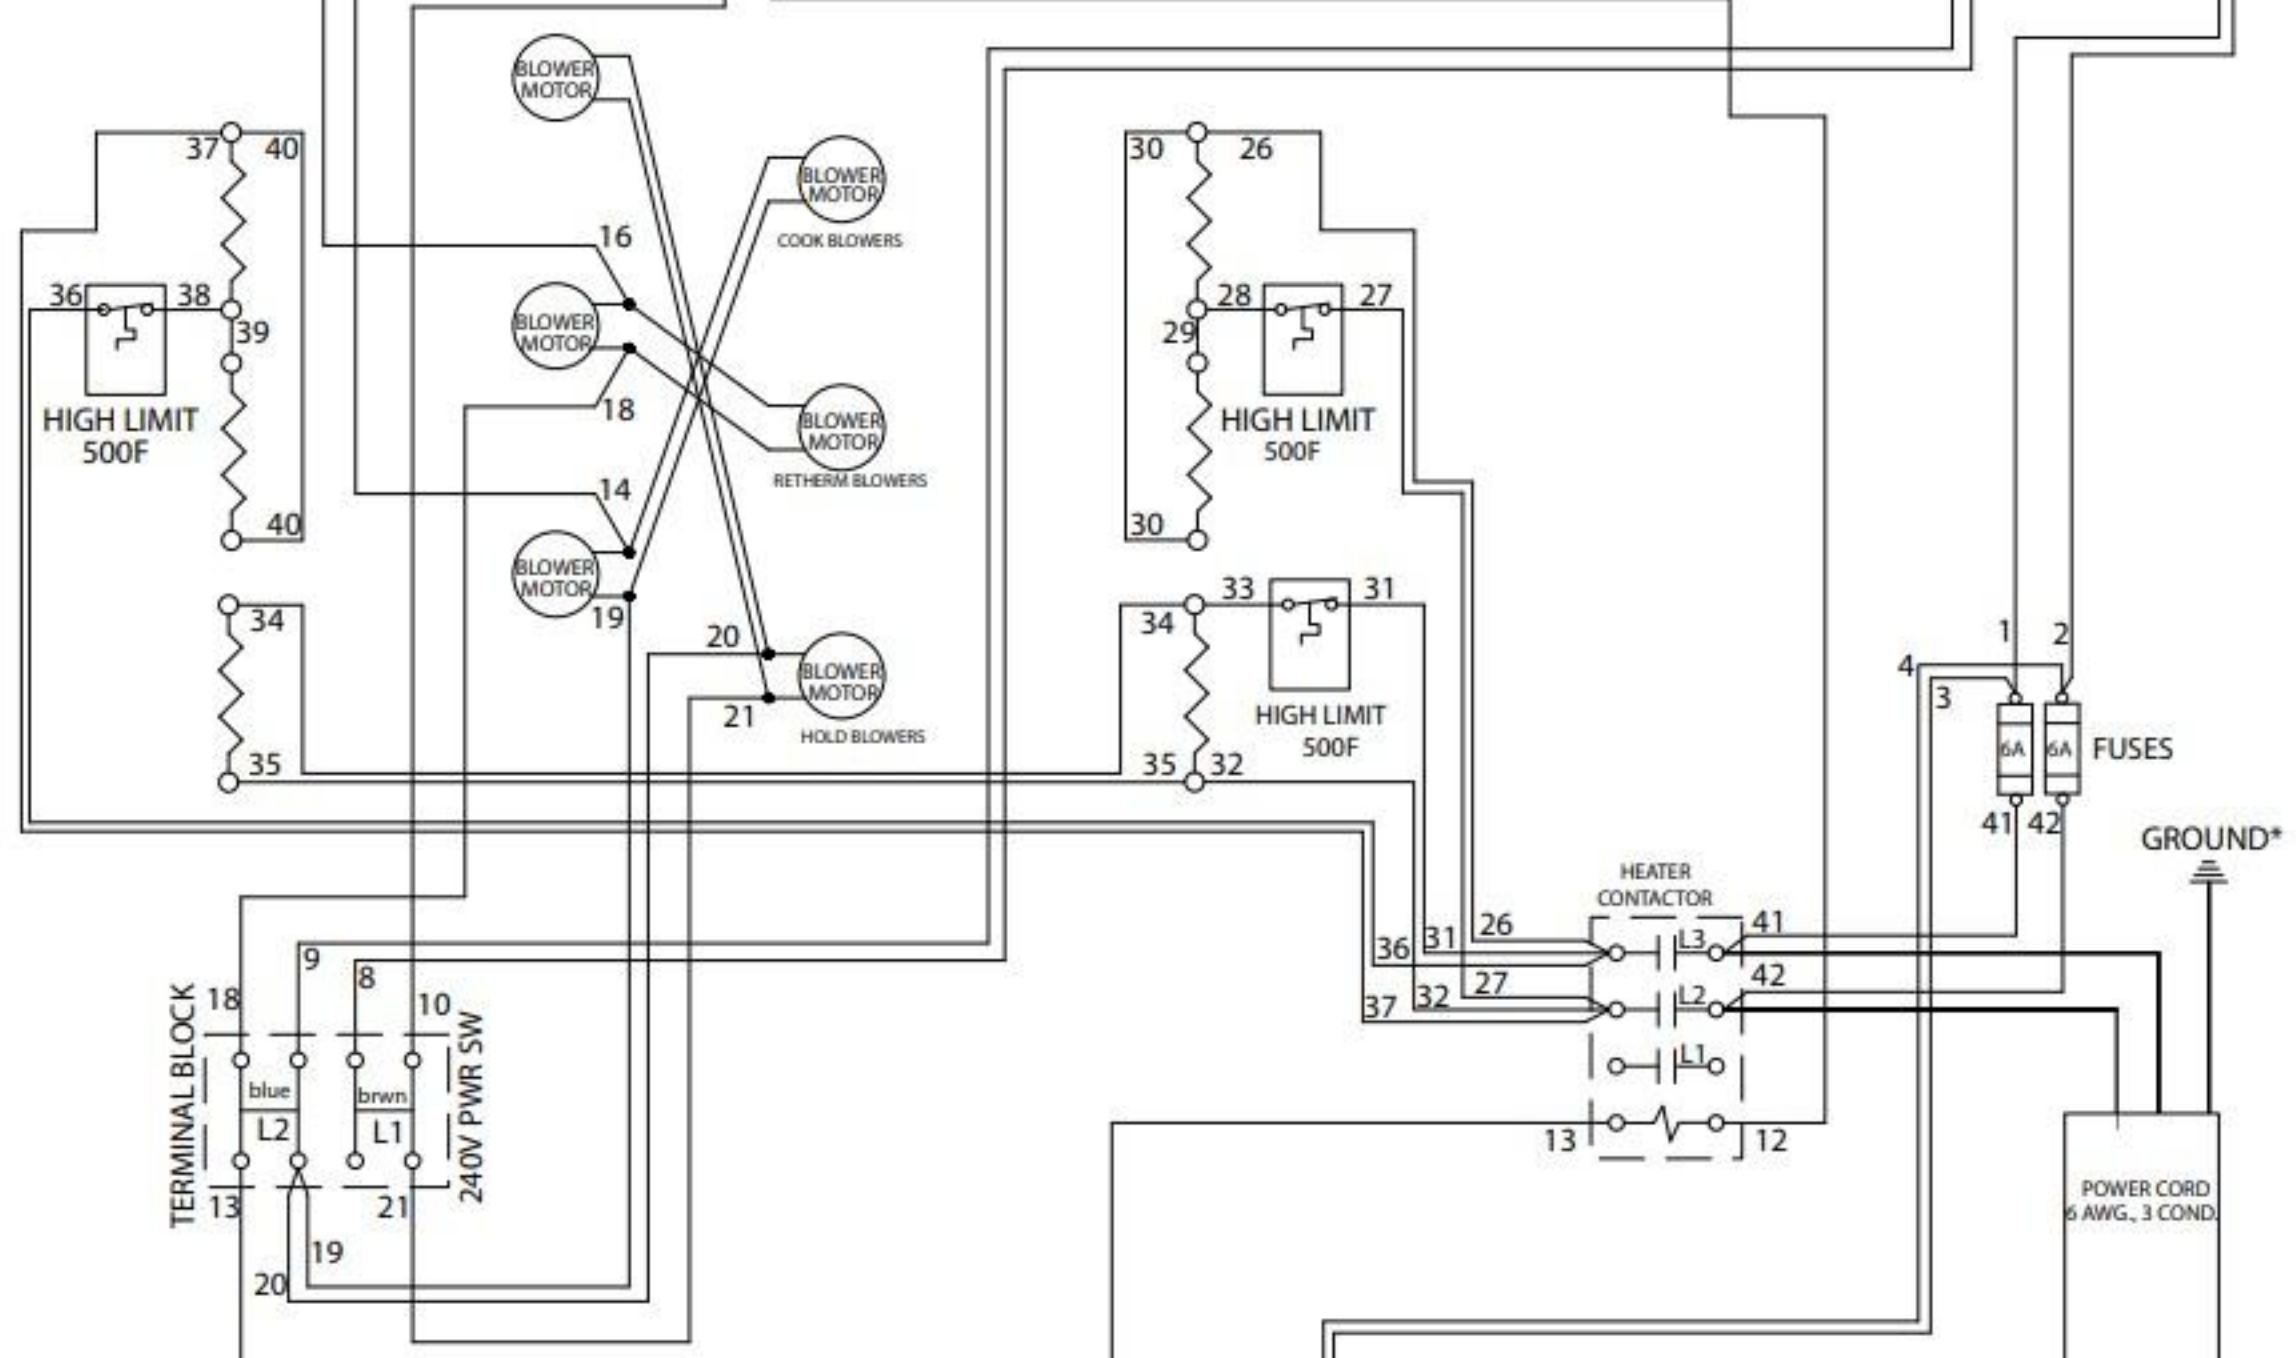 BLOWER
MOTOR
BLOWER
MOTOR
COOK BLOWERS
37
40
30
26
16
36
38
39
28
27
29
BLOWER
MOTOR
18
HIGH LIMIT
500F
BLOWER
MOTOR
RETHERM BLOWERS
HIGH LIMIT
500F
14
40
30
BLOWER
MOTOR
19
33
31
34
34
20
21
BLOWER
MOTOR
HOLD BLOWERS
HIGH LIMIT
500F
35
35
32
1
2
4
3
6A
6A
FUSES
41
42
GROUND*
HEATER
CONTACTOR
26
31
36
L3
41
27
32
37
L2
42
L1
13
12
9
8
18
10
TERMINAL BLOCK
240V PWR SW
blue
brwn
L2
L1
13
21
19
20
POWER CORD
6 AWG., 3 COND.